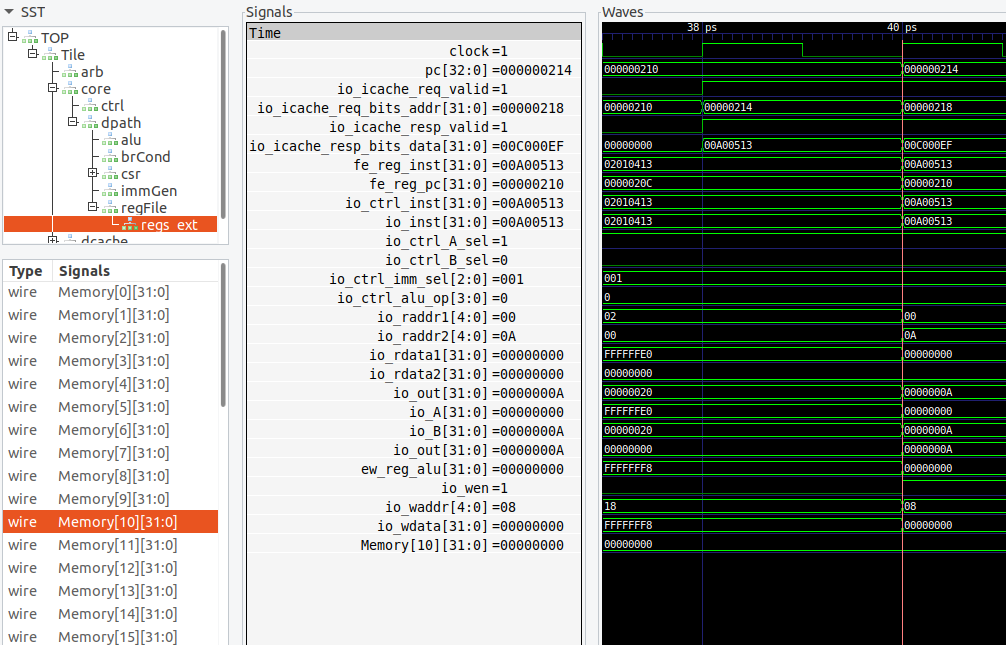 SST
TOP
Tile
arb
core
ctrl
dpath
alu
brCond
csr
immGen
regFile
regs_ext
dcache
Type Signals
wire Memory[0][31:0]
wire Memory[1][31:0]
wire Memory[2][31:0]
wire Memory[3][31:0]
wire Memory[4][31:0]
wire Memory[5][31:0]
wire Memory[6][31:0]
wire Memory[7][31:0]
wire Memory[8][31:0]
wire Memory[9][31:0]
wire Memory[10][31:0]
wire Memory[11][31:0]
wire Memory[12][31:0]
wire Memory[13][31:0]
wire Memory[14][31:0]
wire Memory[15][31:0]
Signals
Time
clock=1
pc[32:0]=000000214
io_icache_req_valid=1
io_icache_req_bits_addr[31:0]=00000218
io_icache_resp_valid=1
io_icache_resp_bits_data[31:0]=00C000EF
fe_reg_inst[31:0]=00A00513
fe_reg_pc[31:0]=00000210
io_ctrl_inst[31:0]=00A00513
io_inst[31:0]=00A00513
io_ctrl_A_sel=1
io_ctrl_B_sel=0
io_ctrl_imm_sel[2:0]=001
io_ctrl_alu_op[3:0]=0
io_raddr1[4:0]=00
io_raddr2[4:0]=0A
io_rdata1[31:0]=00000000
io_rdata2[31:0]=00000000
io_out[31:0]=0000000A
io_A[31:0]=00000000
io_B[31:0]=0000000A
io_out[31:0]=0000000A
ew_reg_alu[31:0]=00000000
io_wen=1
io_waddr[4:0]=08
io_wdata[31:0]=00000000
Memory[10][31:0]=00000000
Waves
38 ps 40 ps
000000210 000000214
00000210 00000214 00000218
00000000 00A00513 00C000EF
02010413 00A00513
0000020C 00000210
02010413 00A00513
02010413 00A00513
001
0
02 00
00 0A
FFFFFFE0 00000000
00000000
00000020 0000000A
FFFFFFE0 00000000
00000020 0000000A
00000000 0000000A
FFFFFFF8 00000000
18 08
FFFFFFF8 00000000
00000000